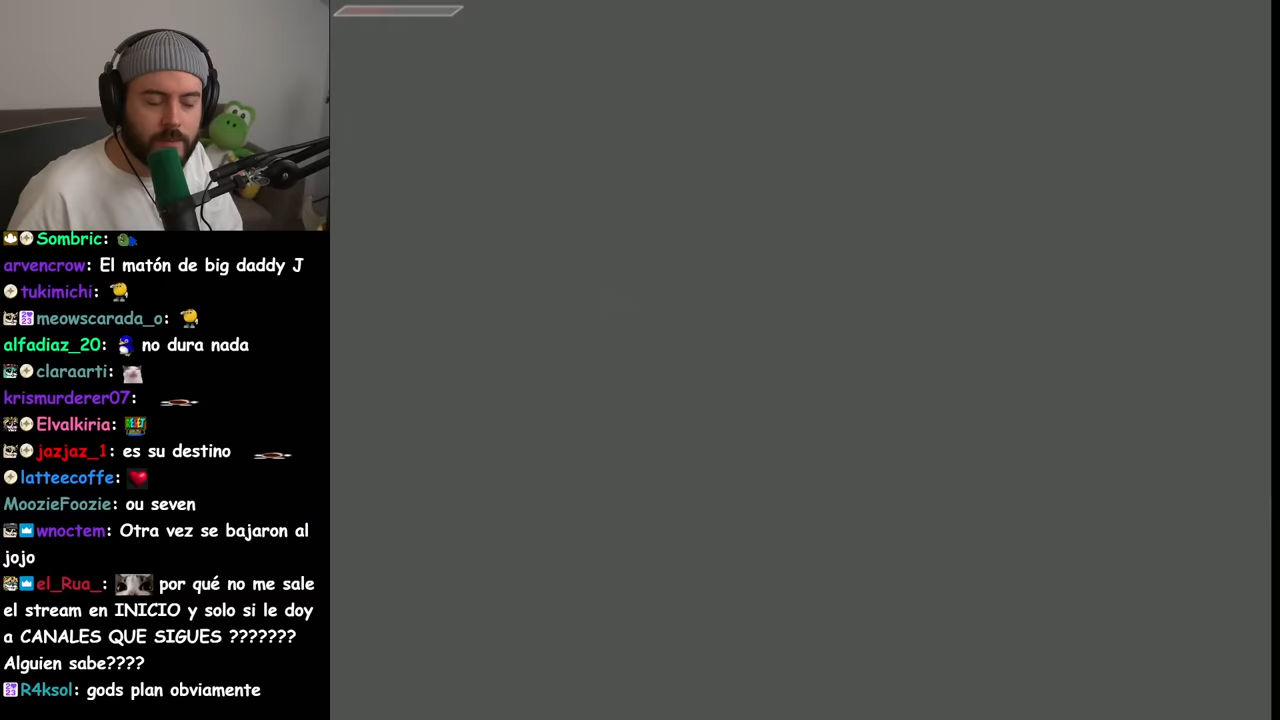 Sombric:
arvencrow: El matón de big daddy J
tukimichi:
meowscarada_o:
alfadiaz_20: no dura nada
claraarti:
krismurderer07:
Elvalkiria: RESET
jazjaz_1: es su destino
latteecoffe:
MoozieFoozie: ou seven
wnoctem: Otra vez se bajaron al
jojo
el_Rua_: por qué no me sale
el stream en INICIO y solo si le doy
a CANALES QUE SIGUES ???????
Alguien sabe????
R4ksol: gods plan obviamente